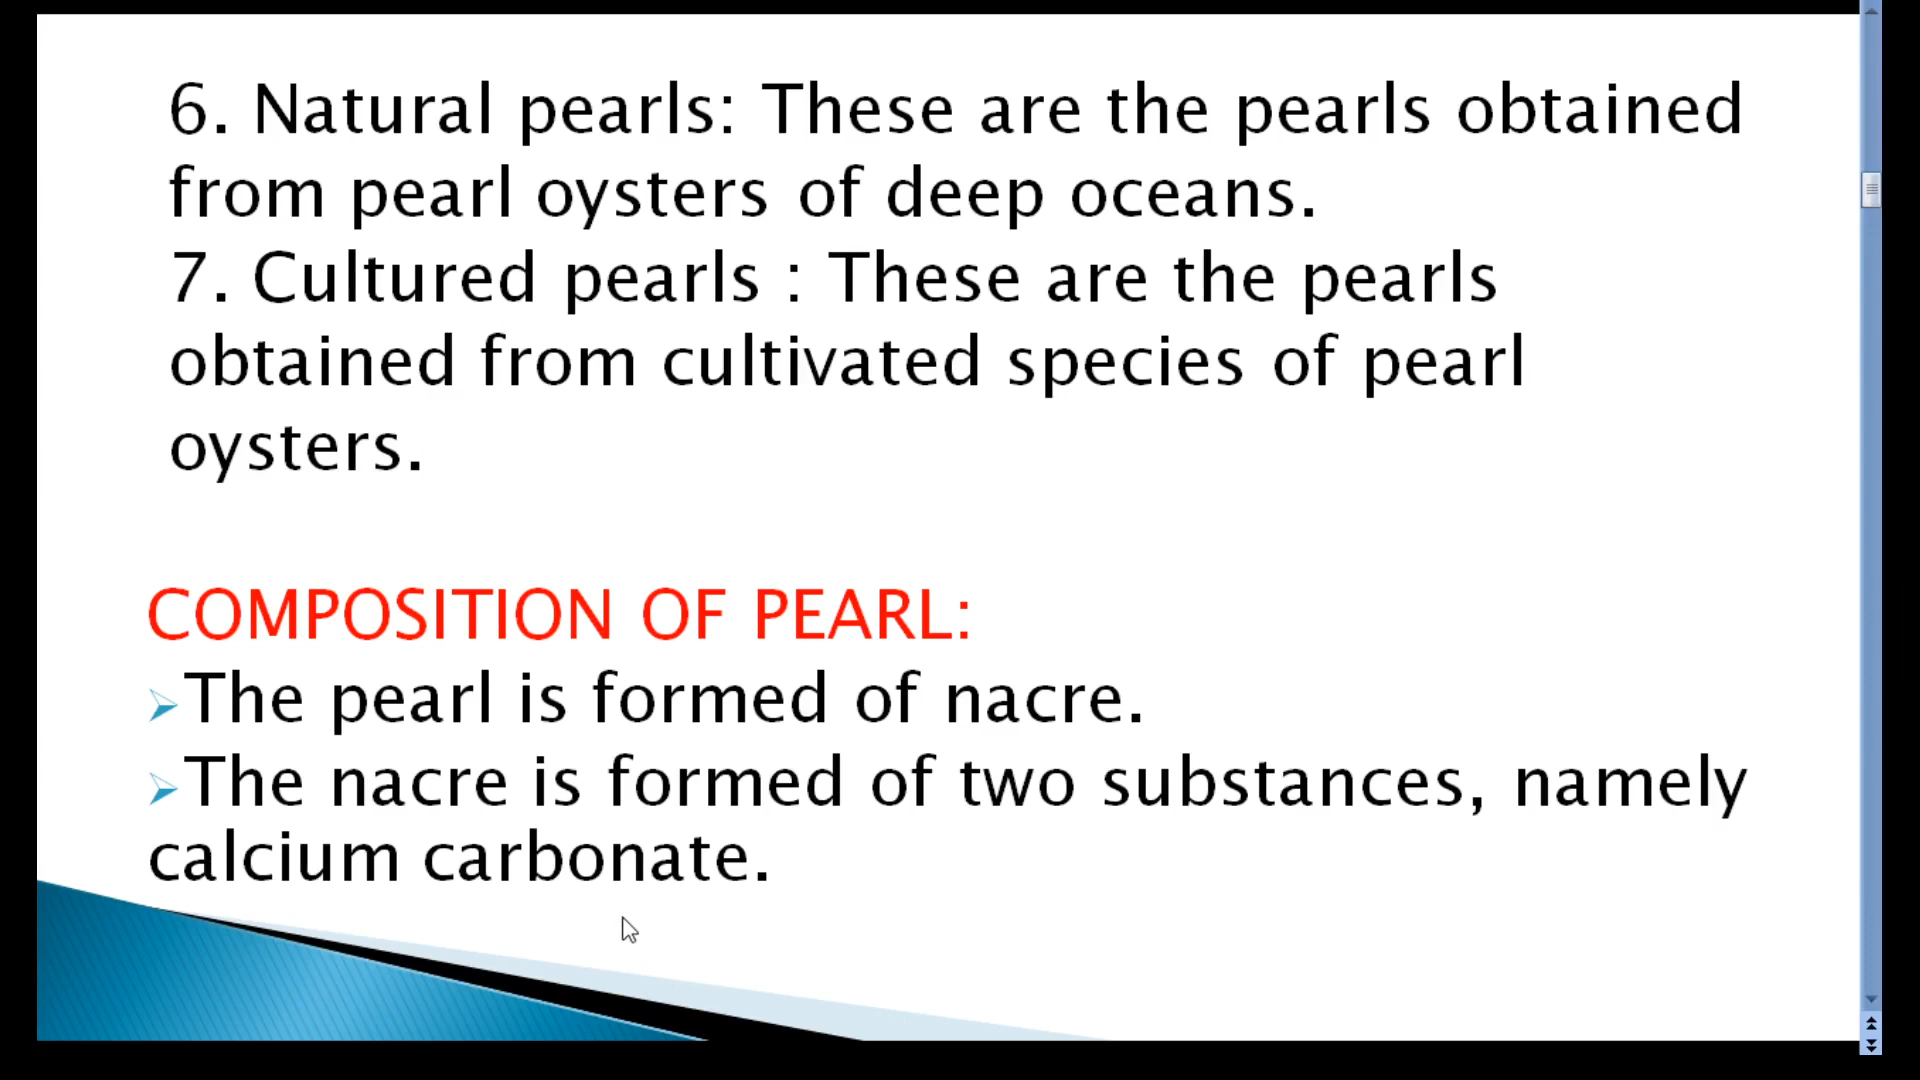 6. Natural pearls: These are the pearls obtained
from pearl oysters of deep oceans.
7. Cultured pearls : These are the pearls
obtained from cultivated species of pearl
oysters.
COMPOSITION OF PEARL:
➢The pearl is formed of nacre.
➢The nacre is formed of two substances, namely
calcium carbonate.